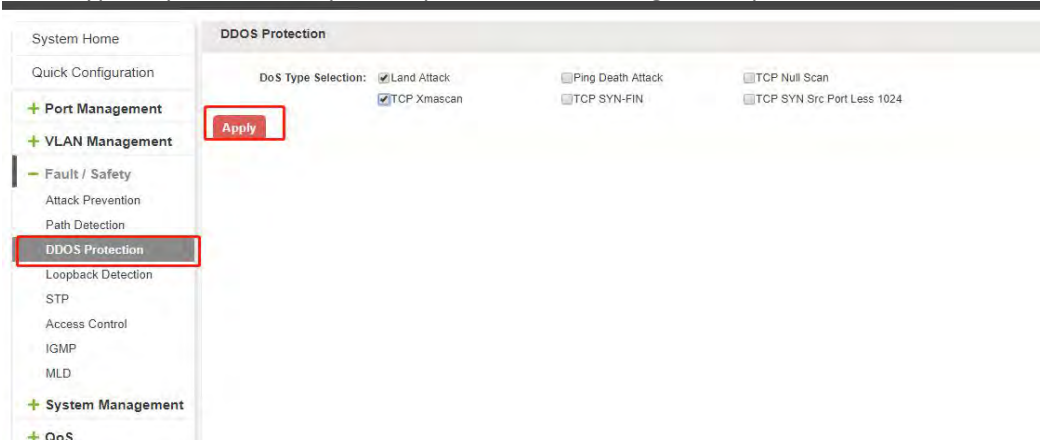 System Home
Quick Configuration
+ Port Management
+ VLAN Management
− Fault / Safety
Attack Prevention
Path Detection
DDOS Protection
Loopback Detection
STP
Access Control
IGMP
MLD
+ System Management
+ QoS
DDOS Protection
DoS Type Selection: Land Attack Ping Death Attack TCP Null Scan
TCP Xmascan TCP SYN-FIN TCP SYN Src Port Less 1024
Apply